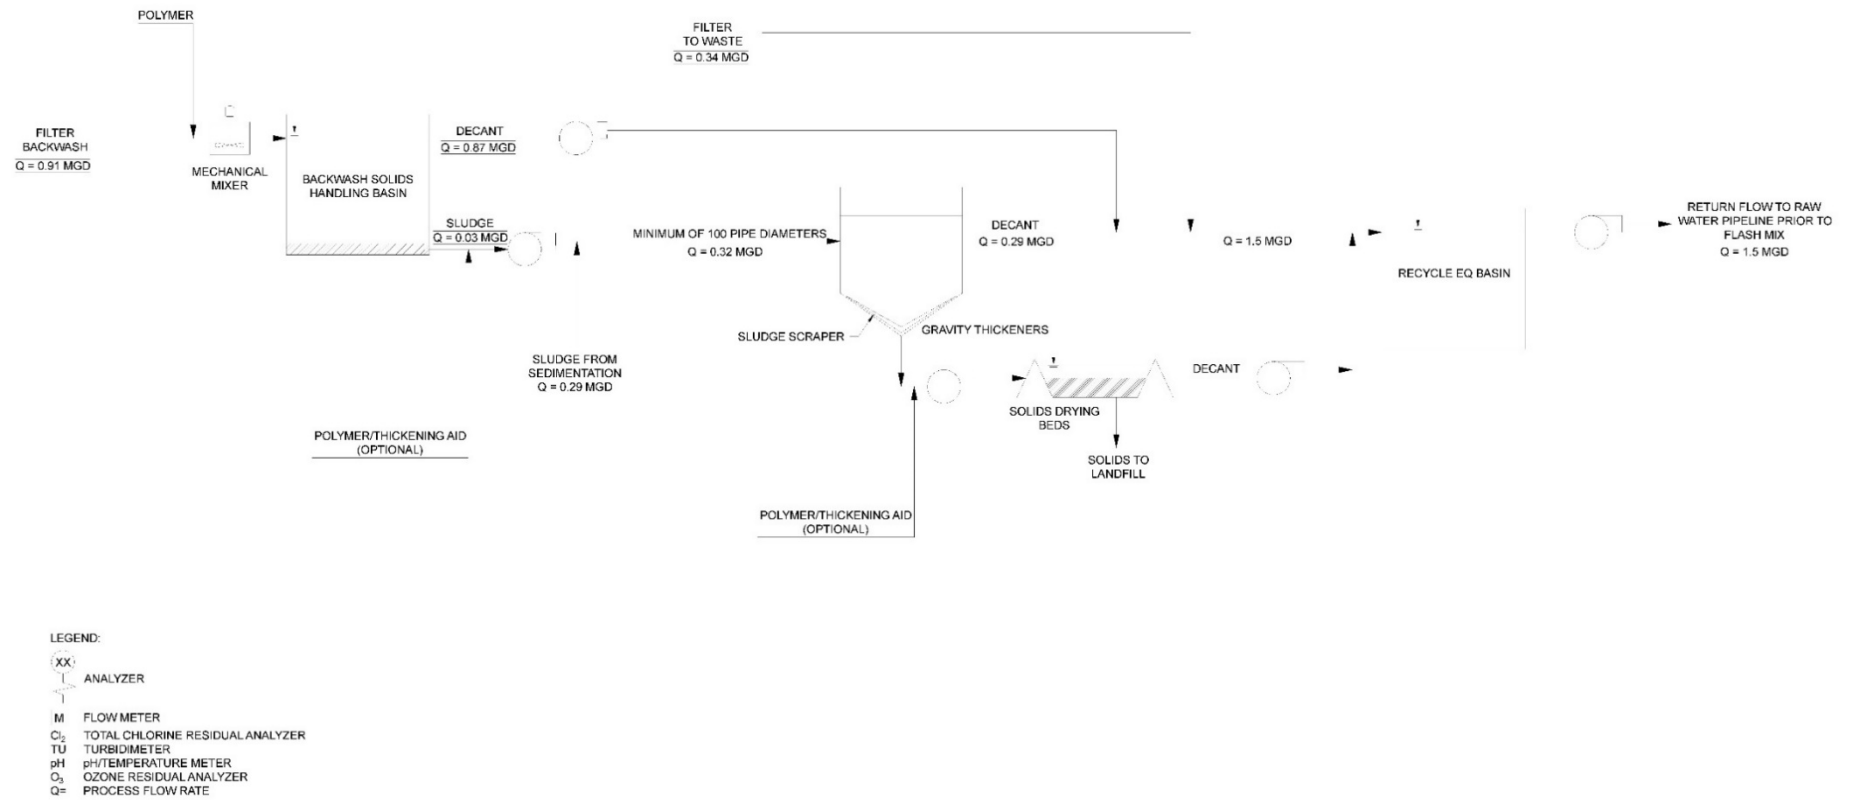 POLYMER
FILTER
TO WASTE
Q = 0.34 MGD
FILTER
BACKWASH
Q = 0.91 MGD
MECHANICAL
MIXER
BACKWASH SOLIDS
HANDLING BASIN
DECANT
Q = 0.87 MGD
SLUDGE
Q = 0.03 MGD
MINIMUM OF 100 PIPE DIAMETERS
Q = 0.32 MGD
DECANT
Q = 0.29 MGD
Q = 1.5 MGD
RECYCLE EQ BASIN
RETURN FLOW TO RAW
WATER PIPELINE PRIOR TO
FLASH MIX
Q = 1.5 MGD
SLUDGE SCRAPER
GRAVITY THICKENERS
SLUDGE FROM
SEDIMENTATION
Q = 0.29 MGD
DECANT
SOLIDS DRYING
BEDS
SOLIDS TO
LANDFILL
POLYMER/THICKENING AID
(OPTIONAL)
POLYMER/THICKENING AID
(OPTIONAL)
LEGEND:
XX
ANALYZER
M FLOW METER
Cl₂ TOTAL CHLORINE RESIDUAL ANALYZER
TU TURBIDIMETER
pH pH/TEMPERATURE METER
O₃ OZONE RESIDUAL ANALYZER
Q= PROCESS FLOW RATE